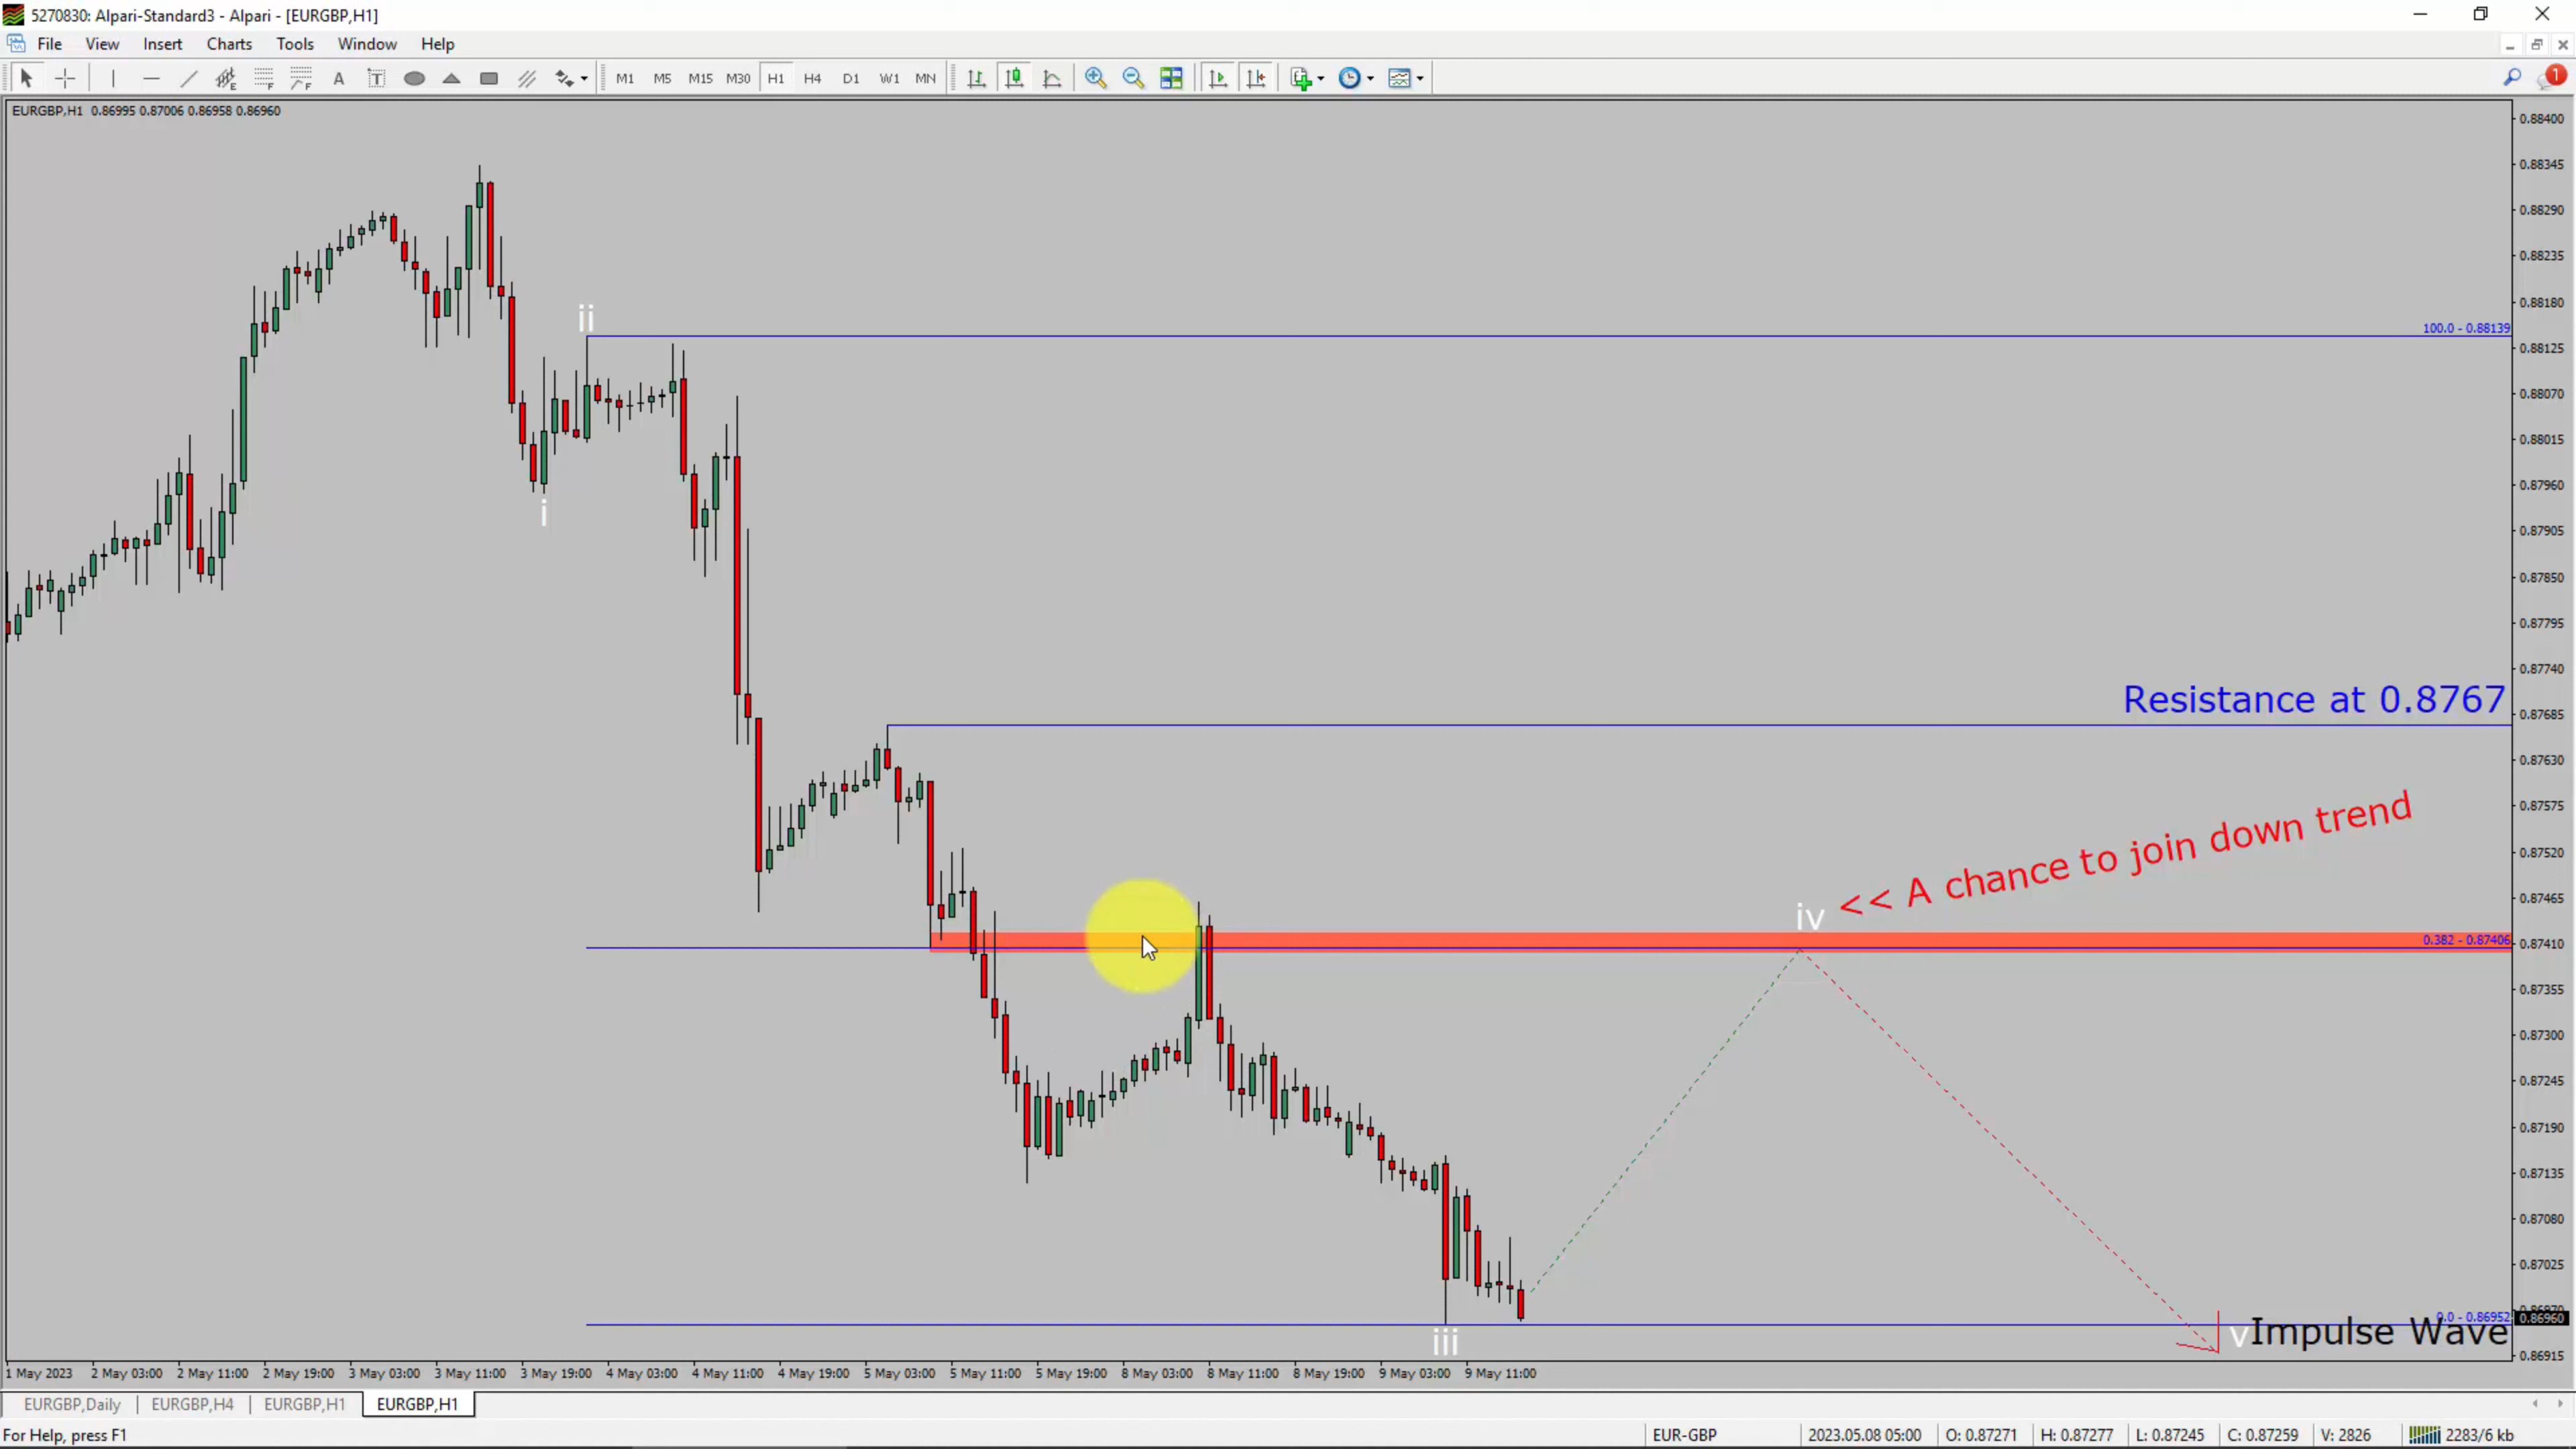 5270830: Alpari-Standard3 - Alpari - [EURGBP,H1]
File View Insert Charts Tools Window Help
A T M1 M5 M15 M30 H1 H4 D1 W1 MN 1
EURGBP,H1 0.86995 0.87006 0.86958 0.86960
0.88400
0.88345
0.88290
0.88235
0.88180
ii
100.0 - 0.88139
0.88125
0.88070
0.88015
0.87960
i
0.87905
0.87850
0.87795
0.87740
Resistance at 0.8767
0.87685
0.87630
0.87575
<< A chance to join down trend
0.87520
0.87465
iv
0.382 - 0.87406
0.87410
0.87355
0.87300
0.87245
0.87190
0.87135
0.87080
0.87025
0.86970
0.0 - 0.86952
0.86960
iii
v
Impulse Wave
0.86915
1 May 2023 2 May 03:00 2 May 11:00 2 May 19:00 3 May 03:00 3 May 11:00 3 May 19:00 4 May 03:00 4 May 11:00 4 May 19:00 5 May 03:00 5 May 11:00 5 May 19:00 8 May 03:00 8 May 11:00 8 May 19:00 9 May 03:00 9 May 11:00
EURGBP,Daily EURGBP,H4 EURGBP,H1 EURGBP,H1
For Help, press F1 EUR-GBP 2023.05.08 05:00 O: 0.87271 H: 0.87277 L: 0.87245 C: 0.87259 V: 2826 2283/6 kb